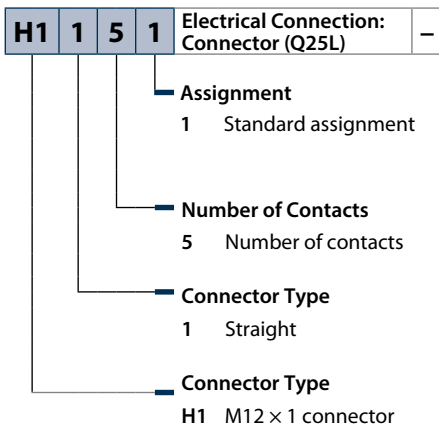 H1 1 5 1 Electrical Connection: –
Connector (Q25L)
Assignment
1 Standard assignment
Number of Contacts
5 Number of contacts
Connector Type
1 Straight
Connector Type
H1 M12 × 1 connector